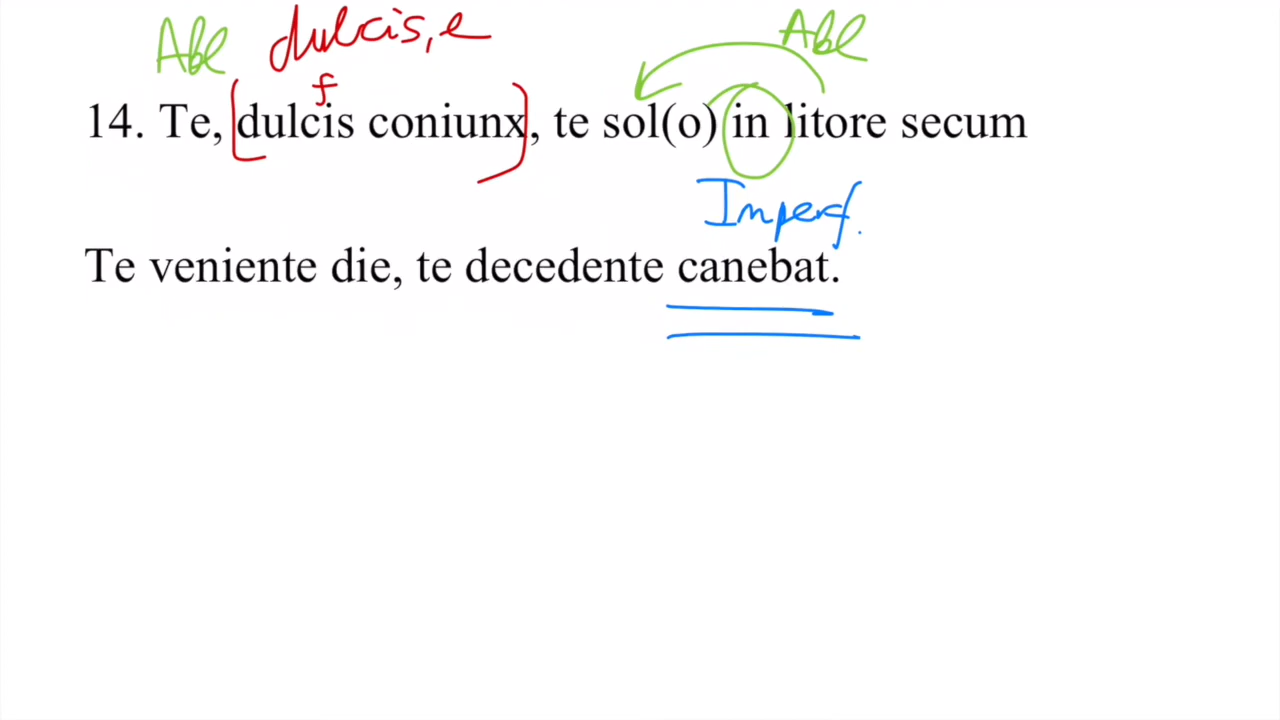 Abl dulcis, e Abl
f
14. Te, dulcis coniunx, te sol(o) in litore secum
Imperf.
Te veniente die, te decedente canebat.